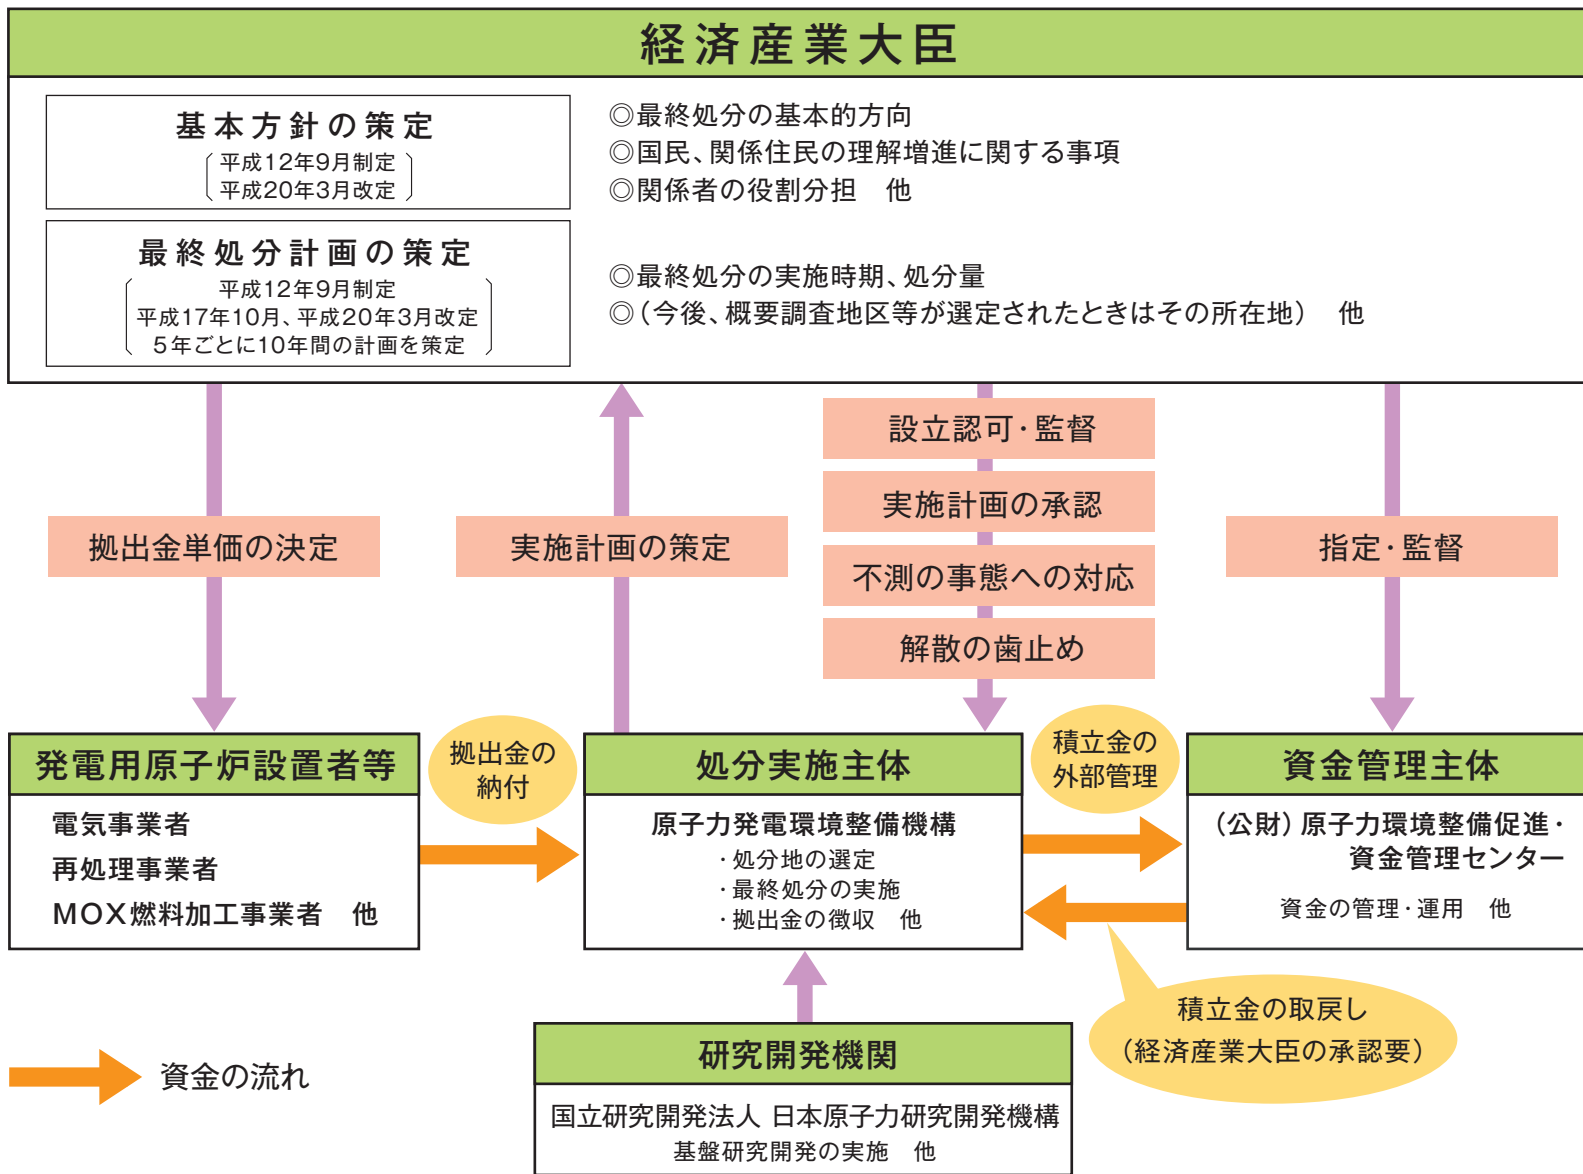 経済産業大臣
基本方針の策定
平成12年9月制定
平成20年3月改定
◎最終処分の基本的方向
◎国民、関係住民の理解増進に関する事項
◎関係者の役割分担　他
最終処分計画の策定
平成12年9月制定
平成17年10月、平成20年3月改定
5年ごとに10年間の計画を策定
◎最終処分の実施時期、処分量
◎（今後、概要調査地区等が選定されたときはその所在地）　他
拠出金単価の決定
実施計画の策定
設立認可・監督
実施計画の承認
不測の事態への対応
解散の歯止め
指定・監督
発電用原子炉設置者等
電気事業者
再処理事業者
MOX燃料加工事業者　他
拠出金の
納付
処分実施主体
原子力発電環境整備機構
・処分地の選定
・最終処分の実施
・拠出金の徴収　他
積立金の
外部管理
資金管理主体
（公財）原子力環境整備促進・
資金管理センター
資金の管理・運用　他
積立金の取戻し
（経済産業大臣の承認要）
研究開発機関
国立研究開発法人 日本原子力研究開発機構
基盤研究開発の実施　他
資金の流れ